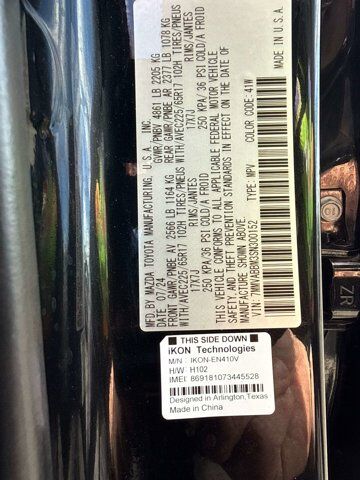 MFD. BY MAZDA TOYOTA MANUFACTURING, U.S.A., INC.
DATE 07/24 GVWR/PNBV 4861 LB 2205 KG
FRONT GAWR/PNBE AV 2566 LB 1164 KG REAR GAWR/PNBE AR 2377 LB 1078 KG
WITH/AVEC 225/65R17 102H TIRES/PNEUS WITH/AVEC 225/65R17 102H TIRES/PNEUS
17X7J RIMS/JANTES 17X7J RIMS/JANTES
250 KPA/ 36 PSI COLD/A FROID 250 KPA/ 36 PSI COLD/A FROID
THIS VEHICLE CONFORMS TO ALL APPLICABLE FEDERAL MOTOR VEHICLE
SAFETY AND THEFT PREVENTION STANDARDS IN EFFECT ON THE DATE OF
MANUFACTURE SHOWN ABOVE.
TYPE: MPV COLOR CODE: 41W
MADE IN U.S.A.
ZR
THIS SIDE DOWN
iKON Technologies
M/N : IKON-EN410V
H/W H102
IMEI: 869181073445528
Designed in Arlington,Texas
Made in China